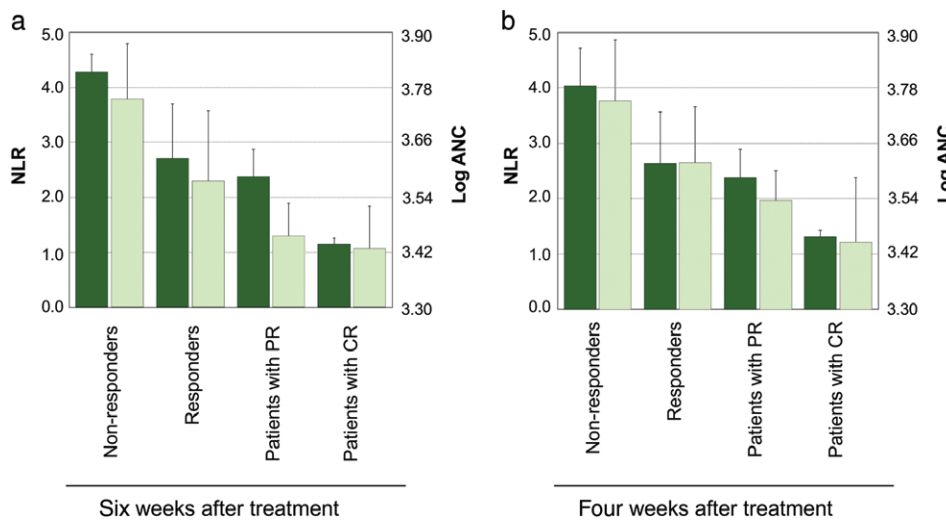 a
5.0
4.0
3.0
2.0
1.0
0.0
NLR
3.90
3.78
3.66
3.54
3.42
3.30
Log ANC
Non-responders
Responders
Patients with PR
Patients with CR
Six weeks after treatment
b
5.0
4.0
3.0
2.0
1.0
0.0
NLR
3.90
3.78
3.66
3.54
3.42
3.30
Log ANC
Non-responders
Responders
Patients with PR
Patients with CR
Four weeks after treatment